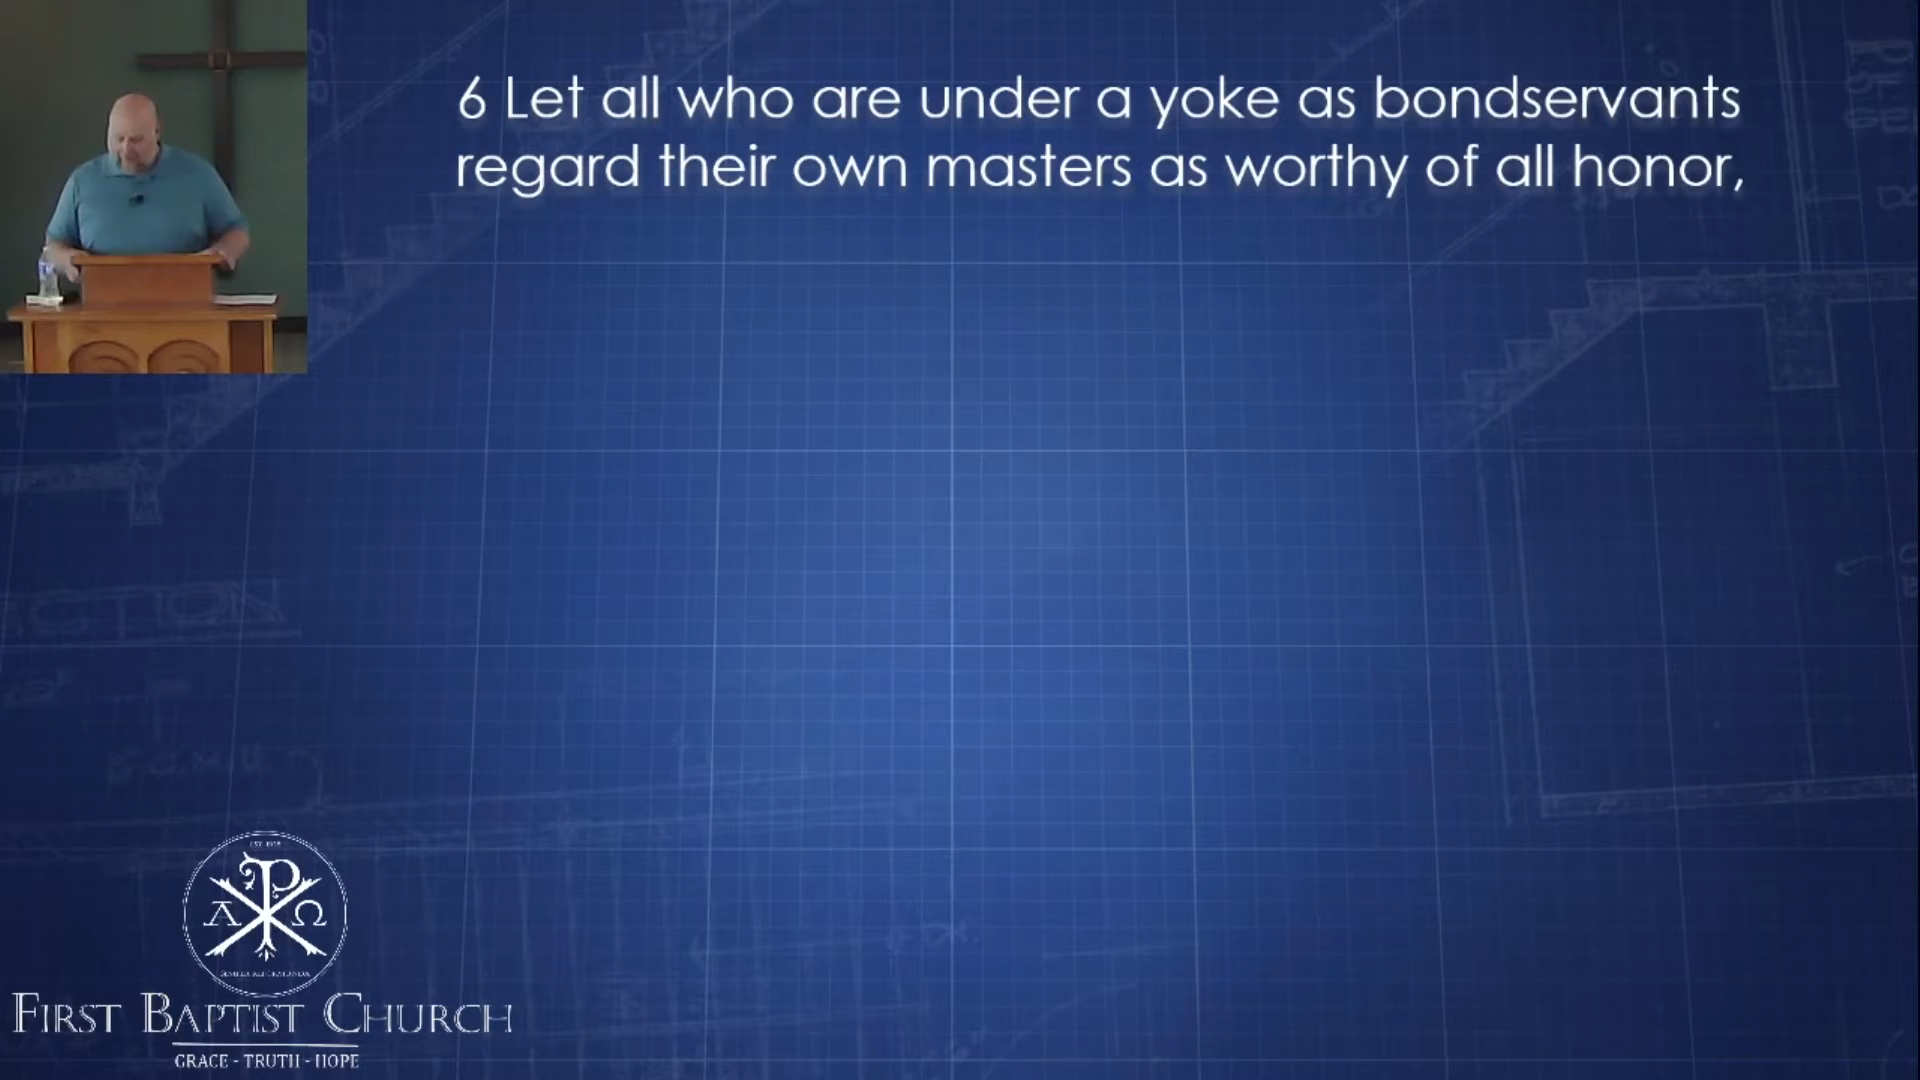 6 Let all who are under a yoke as bondservants
regard their own masters as worthy of all honor,
ECTION
Α Ω
FIRST BAPTIST CHURCH
GRACE - TRUTH - HOPE